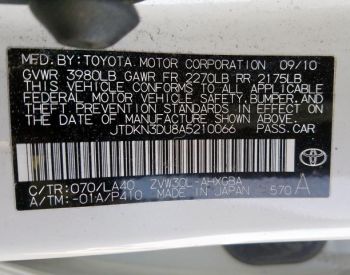 MFD. BY: TOYOTA MOTOR CORPORATION 09/10
GVWR 3980LB GAWR FR 2270LB RR 2175LB
THIS VEHICLE CONFORMS TO ALL APPLICABLE
FEDERAL MOTOR VEHICLE SAFETY, BUMPER, AND
THEFT PREVENTION STANDARDS IN EFFECT ON
THE DATE OF MANUFACTURE SHOWN ABOVE.
JTDKN3DU8A5210066 PASS.CAR
TOYOTA
C/TR: 070/LA40 ZVW30L-AHXGBA
A/TM: -01A/P410 MADE IN JAPAN 570 A